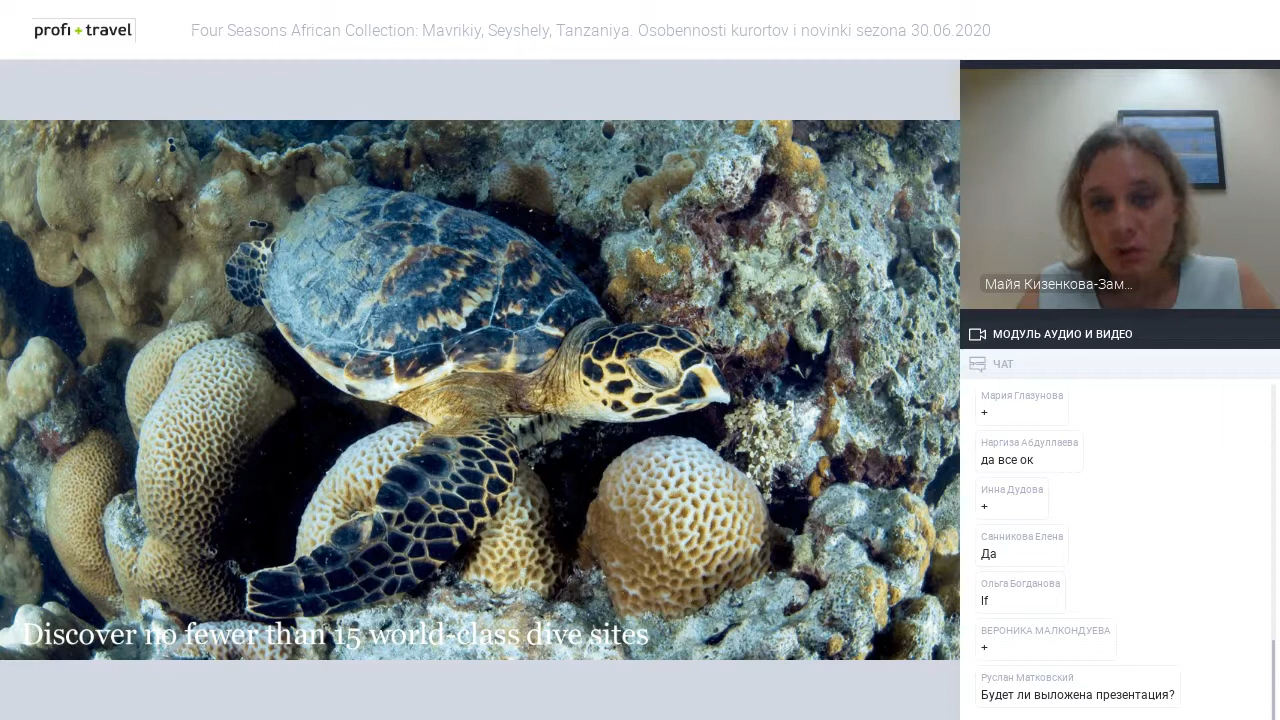 profi + travel
Four Seasons African Collection: Mavrikiy, Seyshely, Tanzaniya. Osobennosti kurortov i novinki sezona 30.06.2020
Discover no fewer than 15 world-class dive sites
Майя Кизенкова-Зам...
МОДУЛЬ АУДИО И ВИДЕО
ЧАТ
Мария Глазунова
+
Наргиза Абдуллаева
да все ок
Инна Дудова
+
Санникова Елена
Да
Ольга Богданова
lf
ВЕРОНИКА МАЛКОНДУЕВА
+
Руслан Матковский
Будет ли выложена презентация?